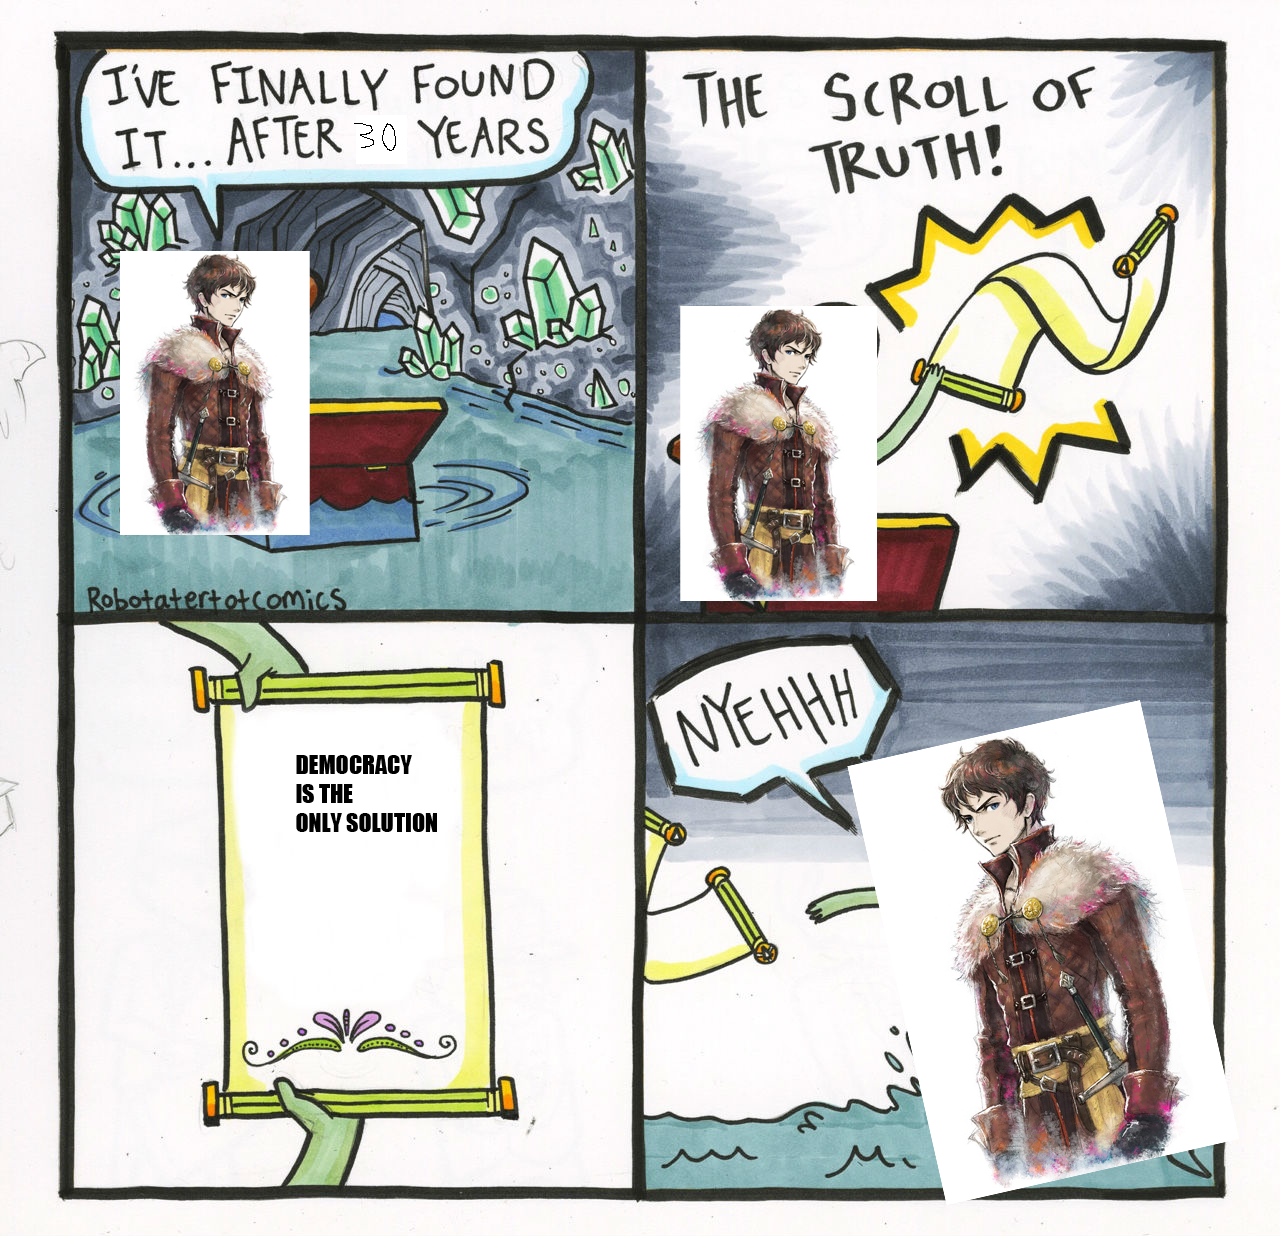 I'VE FINALLY FOUND
IT... AFTER 30 YEARS
Robotatertotcomics
THE SCROLL OF
TRUTH!
DEMOCRACY
IS THE
ONLY SOLUTION
NYEHHH